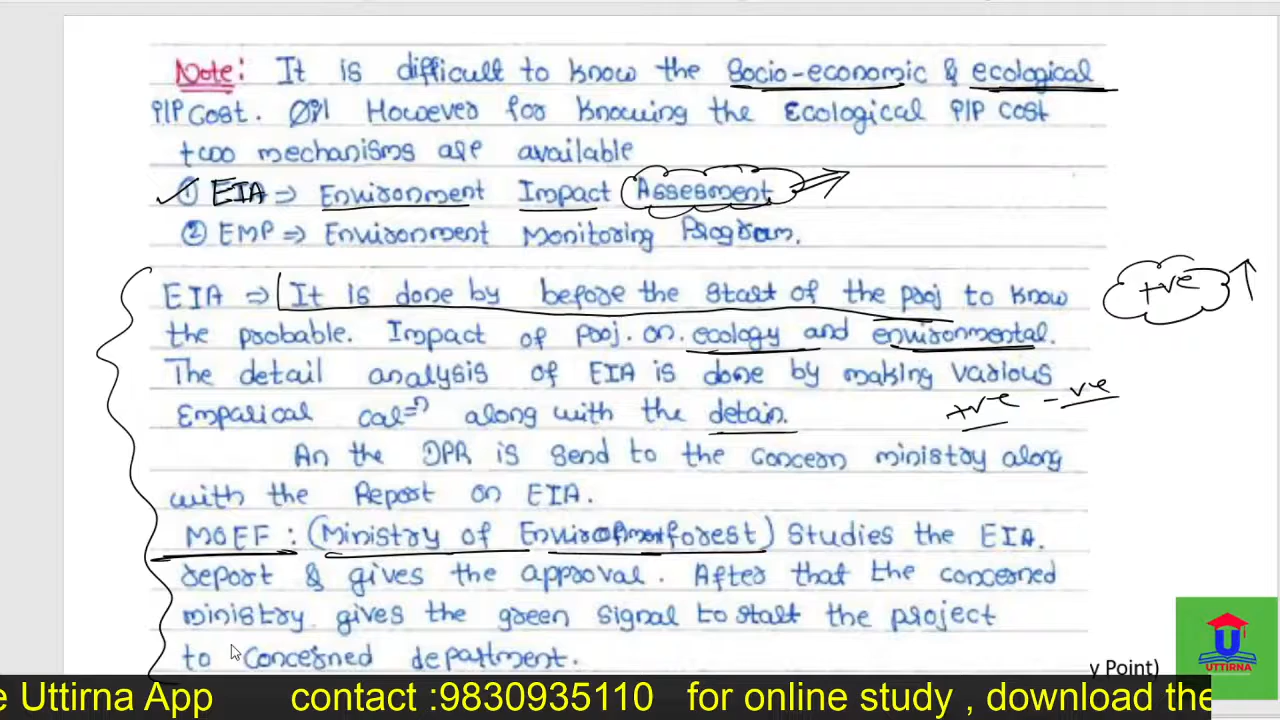 Note: It is difficult to know the Socio-economic & ecological
PIP Cost. However for knowing the Ecological PIP cost
two mechanisms are available
① EIA ⇒ Environment Impact Assesment
② EMP ⇒ Environment Monitoring Program.
EIA ⇒ It is done by before the start of the proj to know
the probable. Impact of proj. on. ecology and environmental.
+ve
The detail analysis of EIA is done by making various
Emparical cal=n along with the detain.
+ve -ve
An the DPR is send to the concern ministry along
with the Report on EIA.
MOEF : (Ministry of Environment forest) Studies the EIA.
report & gives the approval. After that the concerned
ministry gives the green signal to start the project
to Concerned department.
y Point)
U
UTTIRNA
e Uttirna App contact :9830935110 for online study , download the